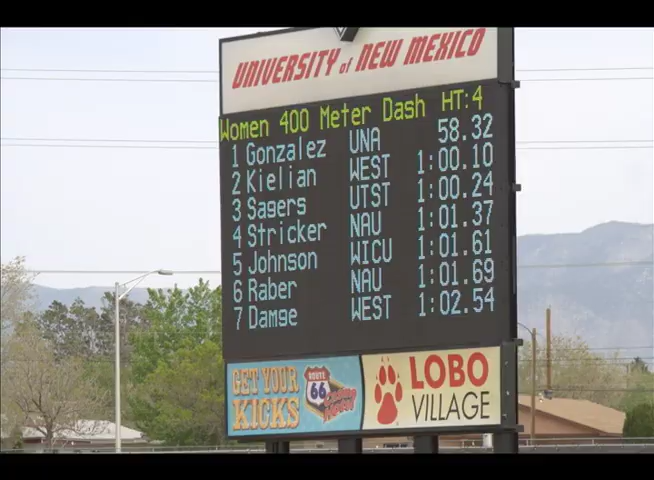 UNIVERSITY of NEW MEXICO
Women 400 Meter Dash HT:4
1 Gonzalez UNA 58.32
2 Kielian WEST 1:00.10
3 Sagers UTST 1:00.24
4 Stricker NAU 1:01.37
5 Johnson WICU 1:01.61
6 Raber NAU 1:01.69
7 Damge WEST 1:02.54
GET YOUR
KICKS
ROUTE
66
LOBO
VILLAGE